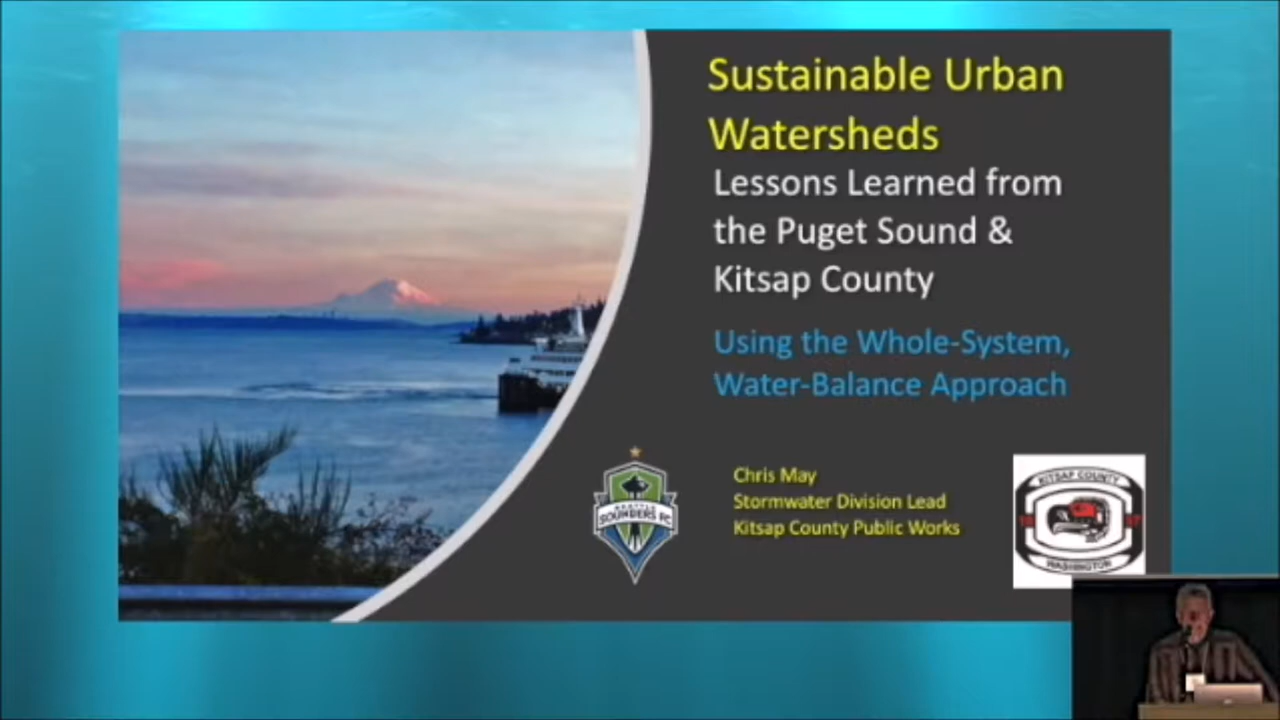 Sustainable Urban
Watersheds
Lessons Learned from
the Puget Sound &
Kitsap County
Using the Whole-System,
Water-Balance Approach
Chris May
Stormwater Division Lead
Kitsap County Public Works
SEATTLE
SOUNDERS FC
KITSAP COUNTY
WASHINGTON